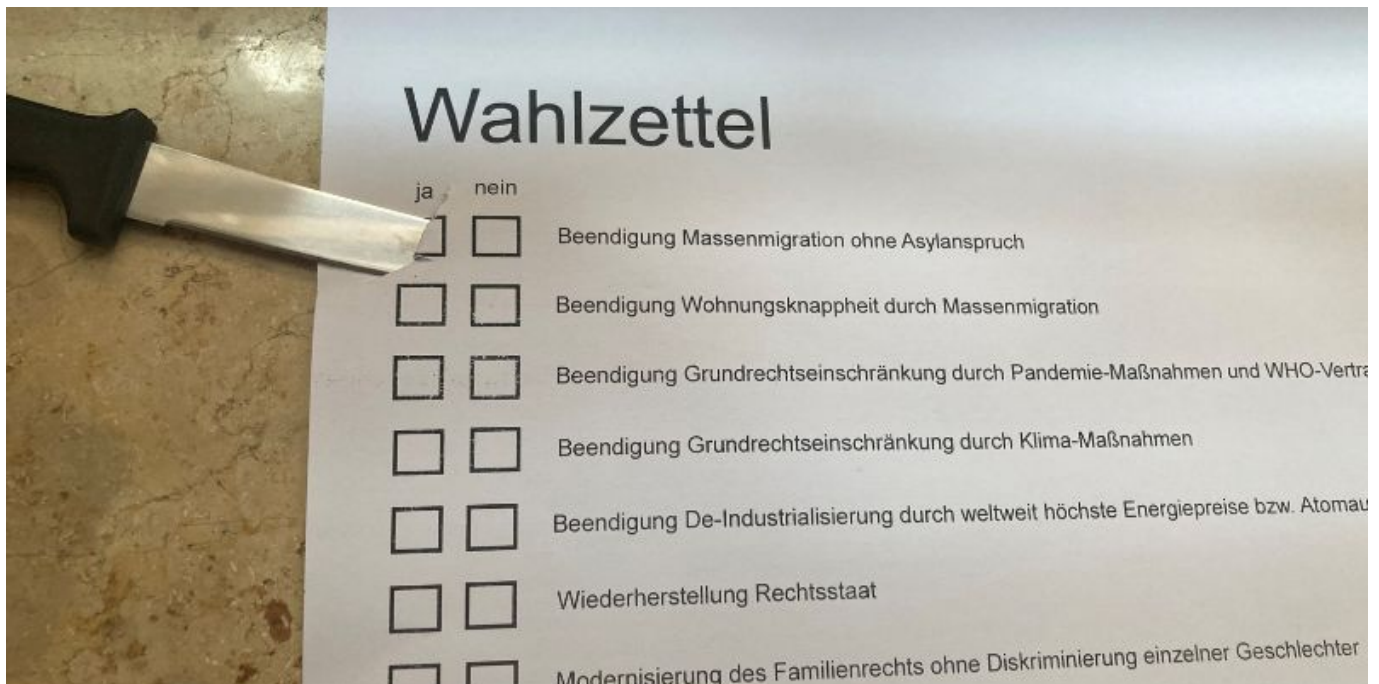 Wahlzettel
ja nein
Beendigung Massenmigration ohne Asylanspruch
Beendigung Wohnungsknappheit durch Massenmigration
Beendigung Grundrechtseinschränkung durch Pandemie-Maßnahmen und WHO-Vertra
Beendigung Grundrechtseinschränkung durch Klima-Maßnahmen
Beendigung De-Industrialisierung durch weltweit höchste Energiepreise bzw. Atomau
Wiederherstellung Rechtsstaat
Modernisierung des Familienrechts ohne Diskriminierung einzelner Geschlechter